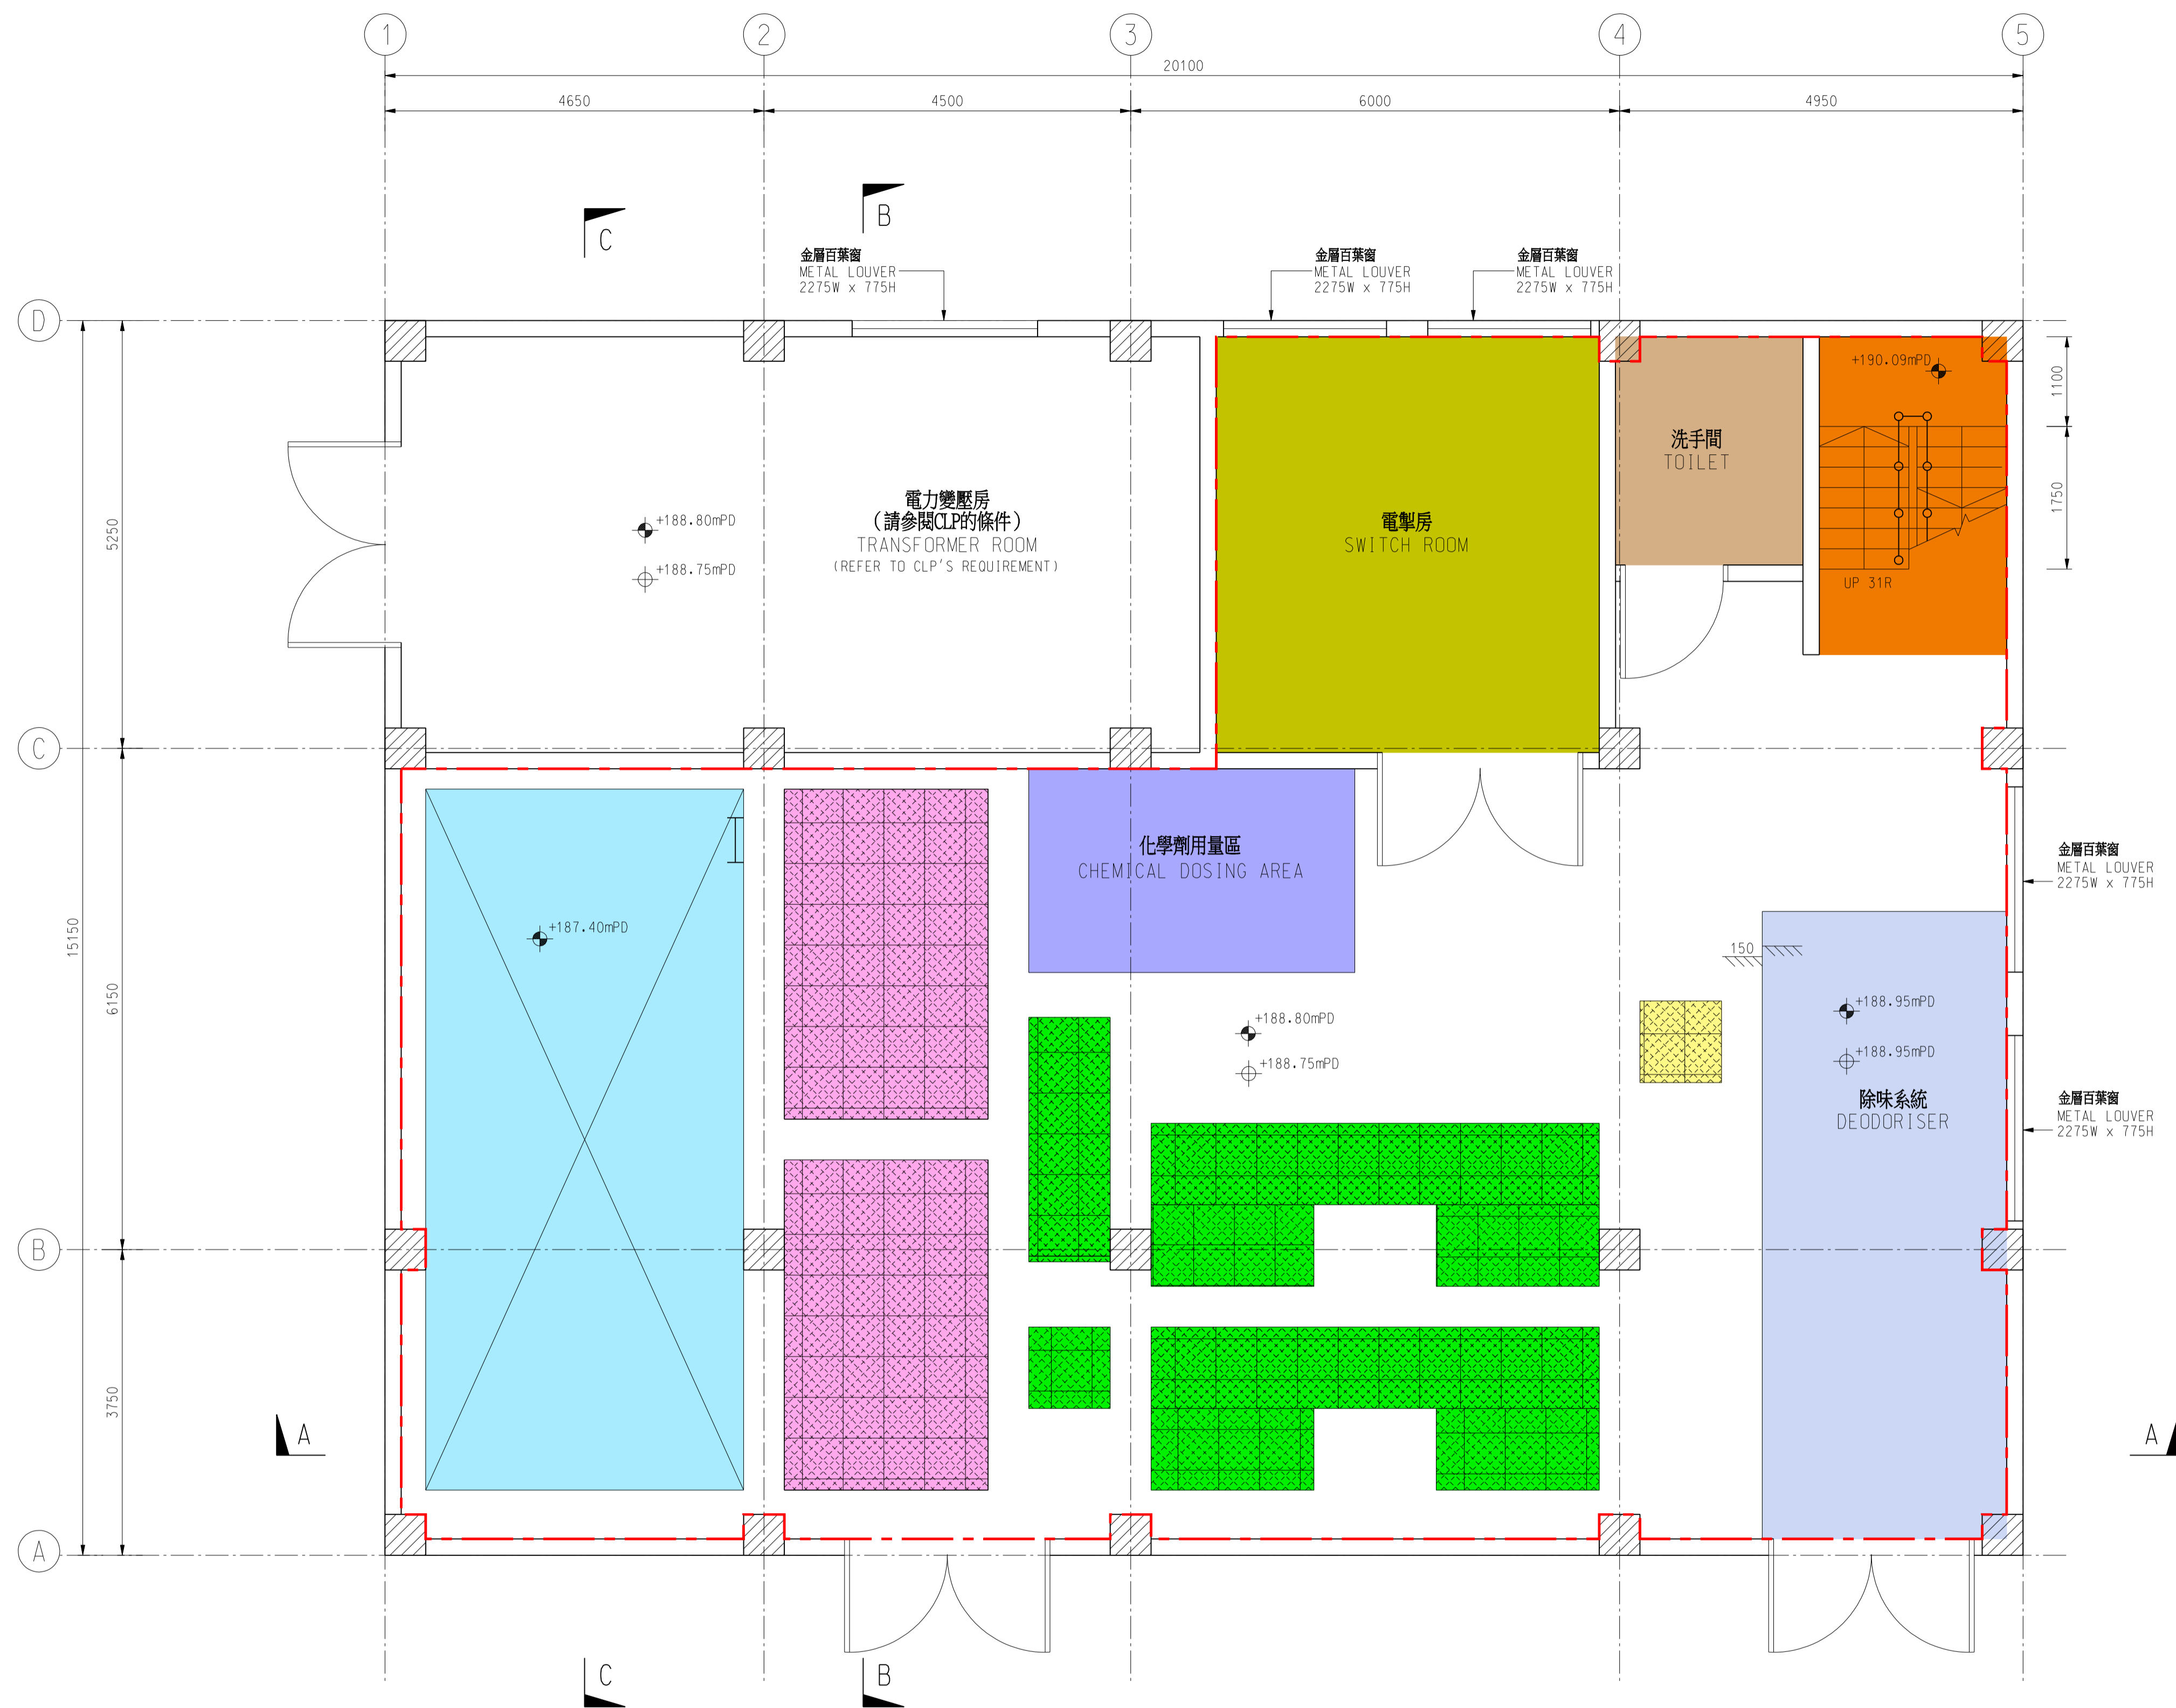 1
2
3
4
5
20100
4650
4500
6000
4950
B
C
金屬百葉窗
METAL LOUVER
2275W x 775H
金屬百葉窗
METAL LOUVER
2275W x 775H
金屬百葉窗
METAL LOUVER
2275W x 775H
D
+190.09mPD
1100
洗手間
TOILET
電力變壓房
(請參閱CLP的條件)
TRANSFORMER ROOM
(REFER TO CLP'S REQUIREMENT)
+188.80mPD
+188.75mPD
電掣房
SWITCH ROOM
1750
5250
UP 31R
C
化學劑用量區
CHEMICAL DOSING AREA
金屬百葉窗
METAL LOUVER
2275W x 775H
+187.40mPD
15150
150
6150
+188.80mPD
+188.75mPD
+188.95mPD
+188.95mPD
除味系統
DEODORISER
金屬百葉窗
METAL LOUVER
2275W x 775H
B
3750
A
A
A
C
B